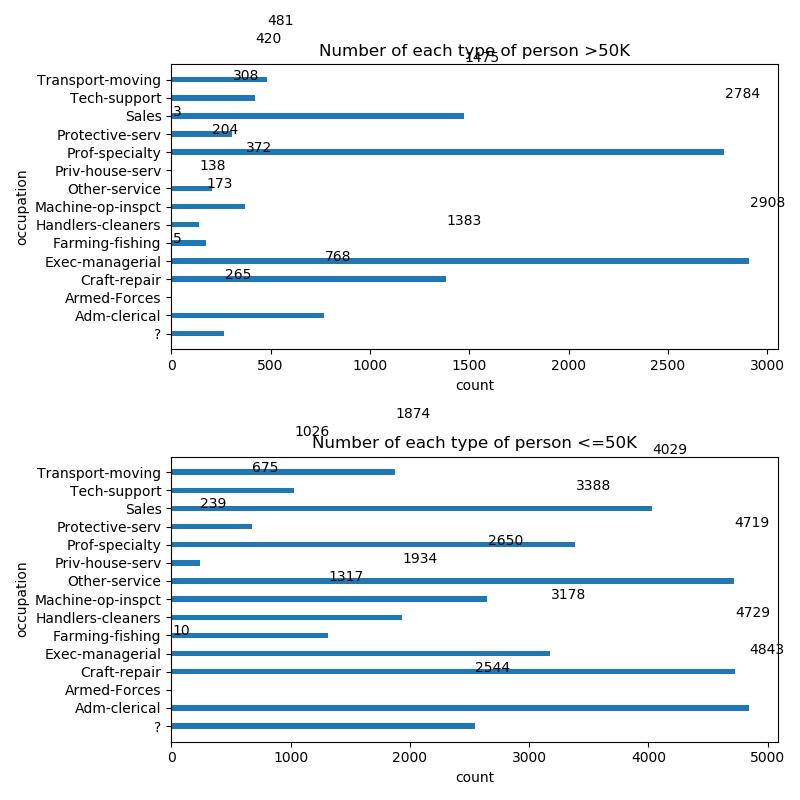 481
420
Number of each type of person >50K
1475
Transport-moving
308
Tech-support
2784
Sales
3
Protective-serv
204
Prof-specialty
372
Priv-house-serv
138
Other-service
173
Machine-op-inspct
2908
Handlers-cleaners
1383
Farming-fishing
5
Exec-managerial
768
Craft-repair
265
Armed-Forces
Adm-clerical
?
occupation
0 500 1000 1500 2000 2500 3000
count
1874
1026
Number of each type of person <=50K
4029
Transport-moving
675
Tech-support
3388
Sales
239
Protective-serv
4719
Prof-specialty
2650
Priv-house-serv
1934
Other-service
1317
Machine-op-inspct
3178
Handlers-cleaners
4729
Farming-fishing
10
Exec-managerial
4843
Craft-repair
2544
Armed-Forces
Adm-clerical
?
occupation
0 1000 2000 3000 4000 5000
count